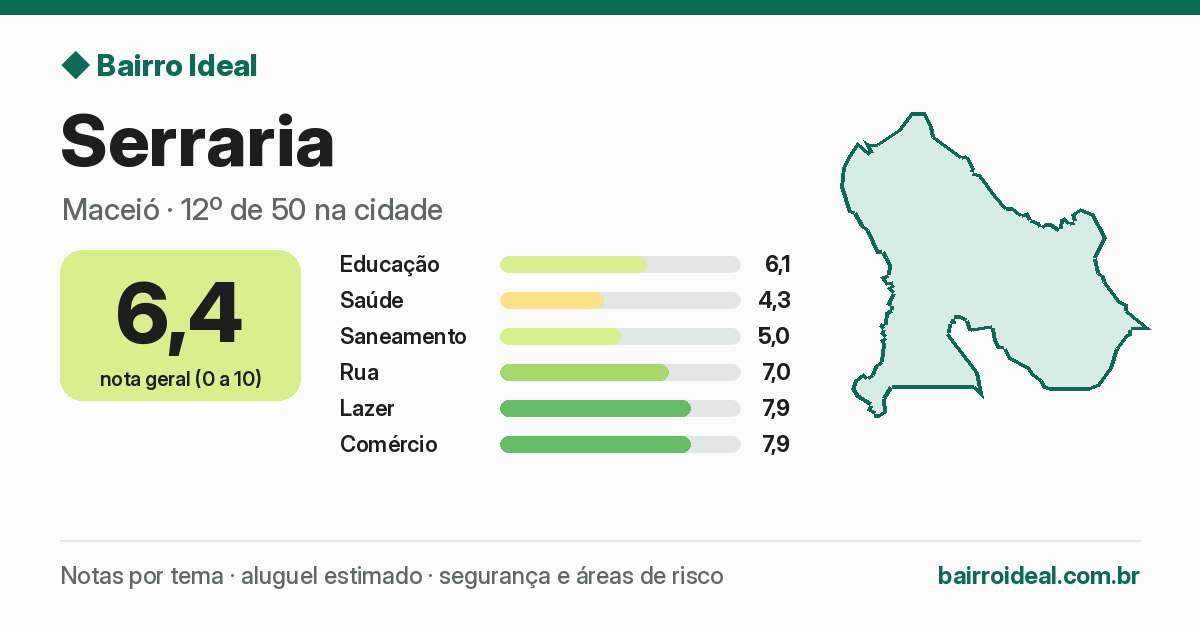 Bairro Ideal
Serraria
Maceió · 12º de 50 na cidade
6,4
nota geral (0 a 10)
Educação 6,1
Saúde 4,3
Saneamento 5,0
Rua 7,0
Lazer 7,9
Comércio 7,9
Notas por tema · aluguel estimado · segurança e áreas de risco
bairroideal.com.br